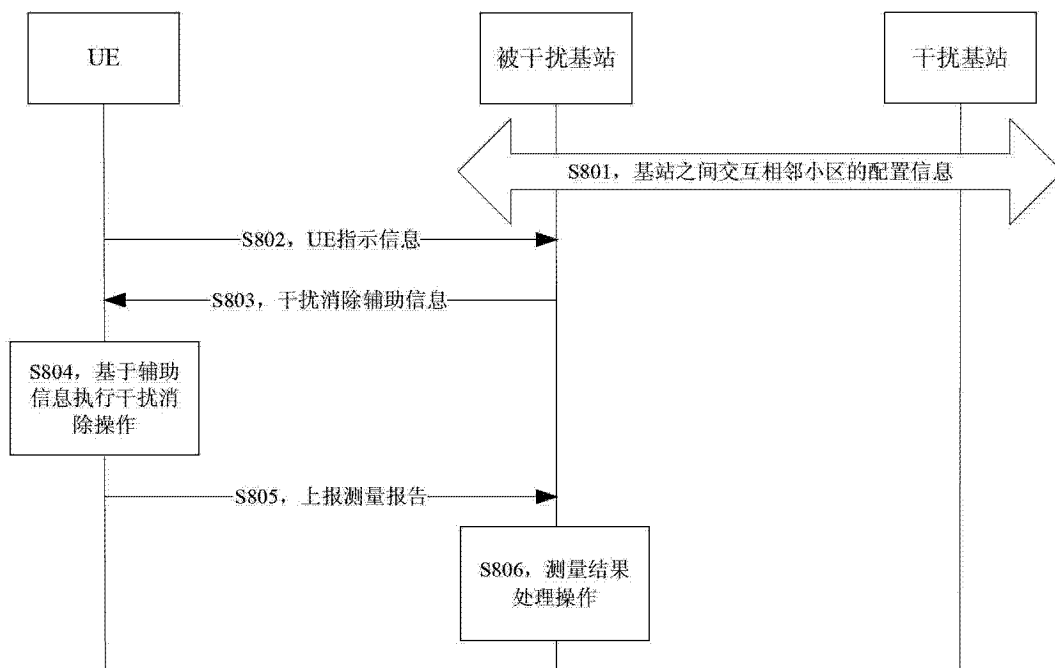 UE
被干扰基站
干扰基站
S801，基站之间交互相邻小区的配置信息
S802，UE指示信息
S803，干扰消除辅助信息
S804，基于辅助
信息执行干扰消
除操作
S805，上报测量报告
S806，测量结果
处理操作